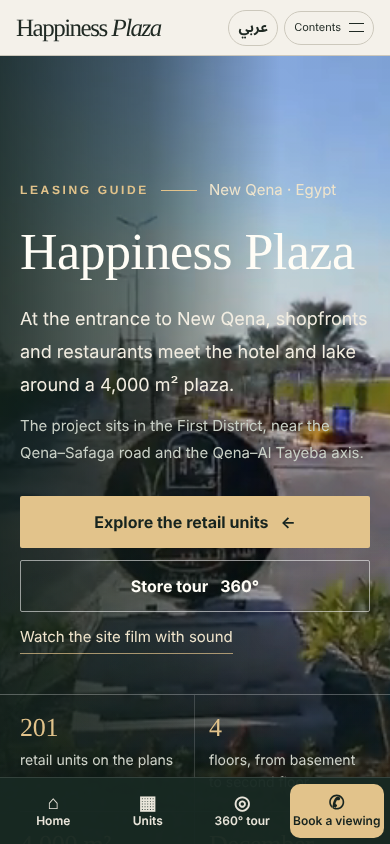 Happiness Plaza
عربي
Contents
LEASING GUIDE
New Qena · Egypt
Happiness Plaza
At the entrance to New Qena, shopfronts
and restaurants meet the hotel and lake
around a 4,000 m² plaza.
The project sits in the First District, near the
Qena–Safaga road and the Qena–Al Tayeba axis.
Explore the retail units ←
Store tour 360°
Watch the site film with sound
201
retail units on the plans
4
floors, from basement
Home
Units
360° tour
Book a viewing